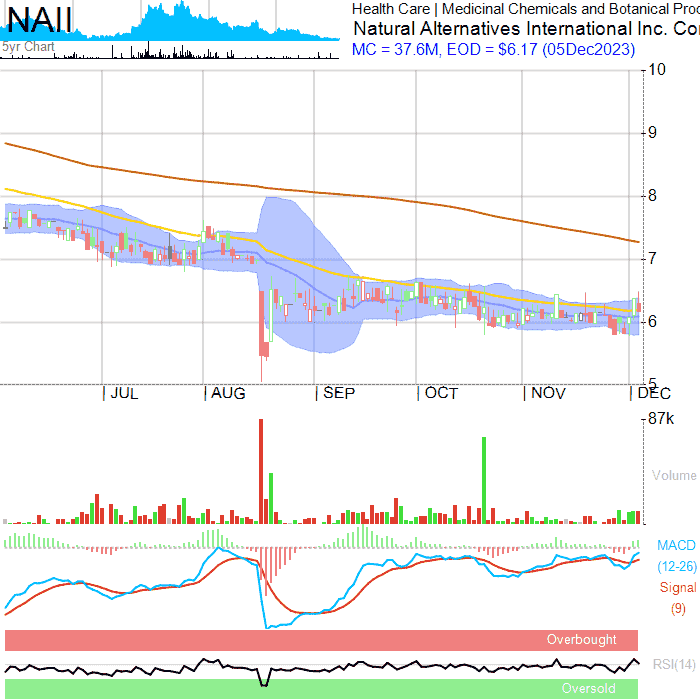 NAII
5yr Chart
Health Care | Medicinal Chemicals and Botanical Proc
Natural Alternatives International Inc. Cor
MC = 37.6M, EOD = $6.17 (05Dec2023)
10
9
8
7
6
5
JUL AUG SEP OCT NOV DEC
87k
Volume
MACD
(12-26)
Signal
(9)
Overbought
RSI(14)
Oversold